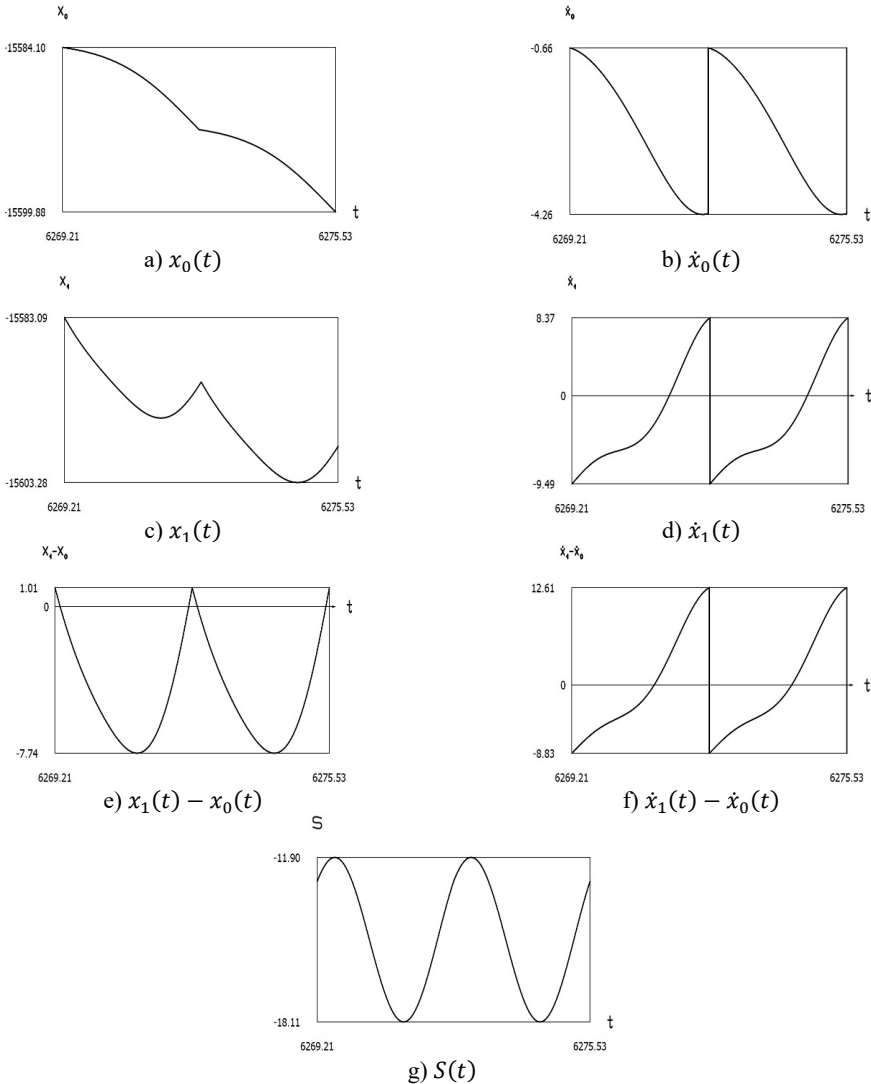 X₀ ẋ₀
-15584.10 -0.66
-15599.88 t -4.26 t
6269.21 6275.53 6269.21 6275.53
a) x₀(t) b) ẋ₀(t)
X₁ ẋ₁
-15583.09 8.37
0 t
-15603.28 t -9.49
6269.21 6275.53 6269.21 6275.53
c) x₁(t) d) ẋ₁(t)
X₁-X₀ ẋ₁-ẋ₀
1.01 12.61
0 t 0 t
-7.74 -8.83
6269.21 6275.53 6269.21 6275.53
e) x₁(t) − x₀(t) f) ẋ₁(t) − ẋ₀(t)
S
-11.90
-18.11 t
6269.21 6275.53
g) S(t)